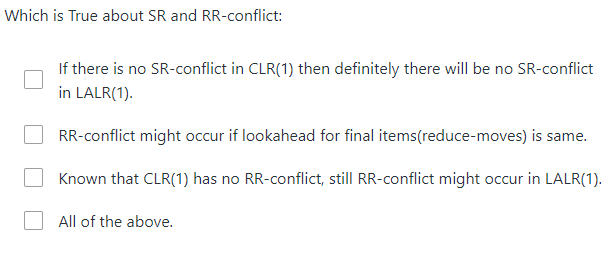 Which is True about SR and RR-conflict:
If there is no SR-conflict in CLR(1) then definitely there will be no SR-conflict
in LALR(1).
RR-conflict might occur if lookahead for final items(reduce-moves) is same.
Known that CLR(1) has no RR-conflict, still RR-conflict might occur in LALR(1).
All of the above.